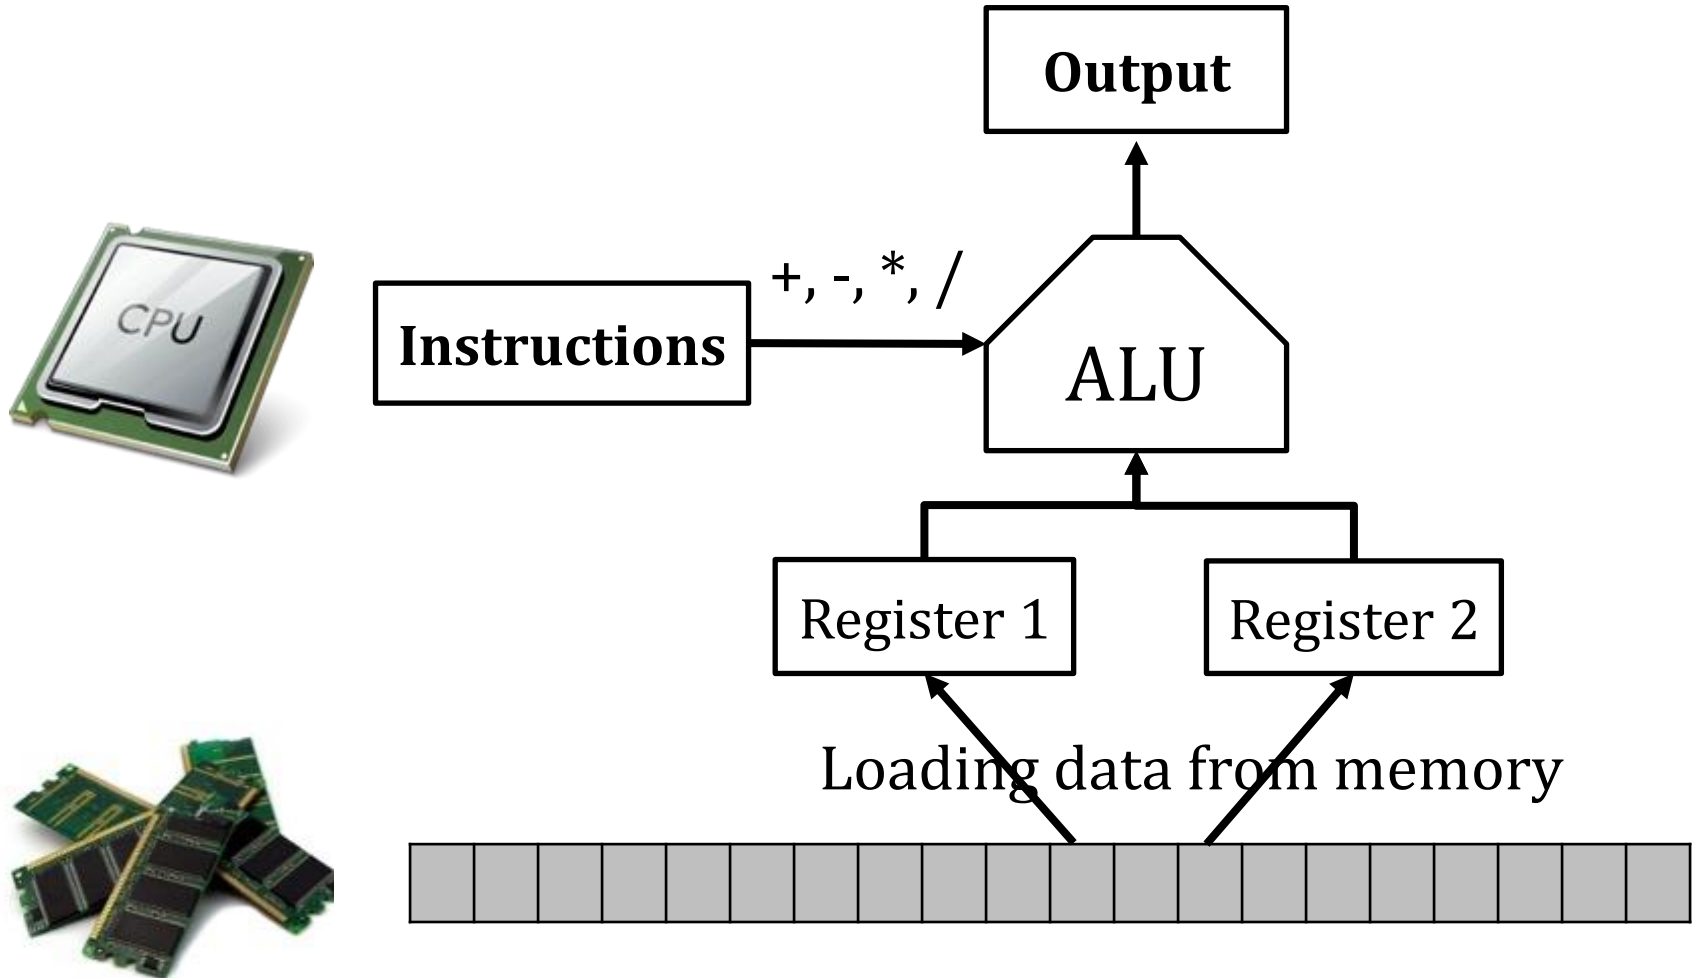 Output
CPU
+, -, *, /
Instructions
ALU
Register 1
Register 2
Loading data from memory